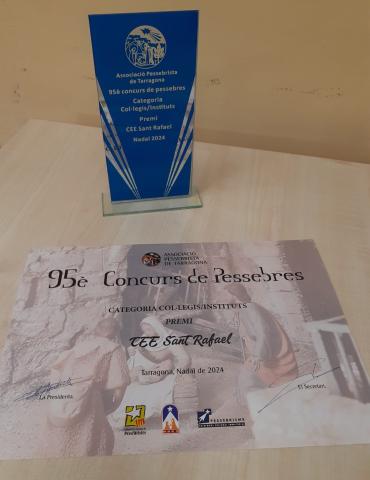 Associació Pessebrista
de Tarragona
95è concurs de pessebres
Categoria
Col·legis/Instituts
Premi
CEE Sant Rafael
Nadal 2024
ASSOCIACIÓ
PESSEBRISTA
DE TARRAGONA
95è Concurs de Pessebres
CATEGORIA COL·LEGIS/INSTITUTS
PREMI
CEE Sant Rafael
Tarragona, Nadal de 2024
La Presidenta,
El Secretari,
PESSEBRISME